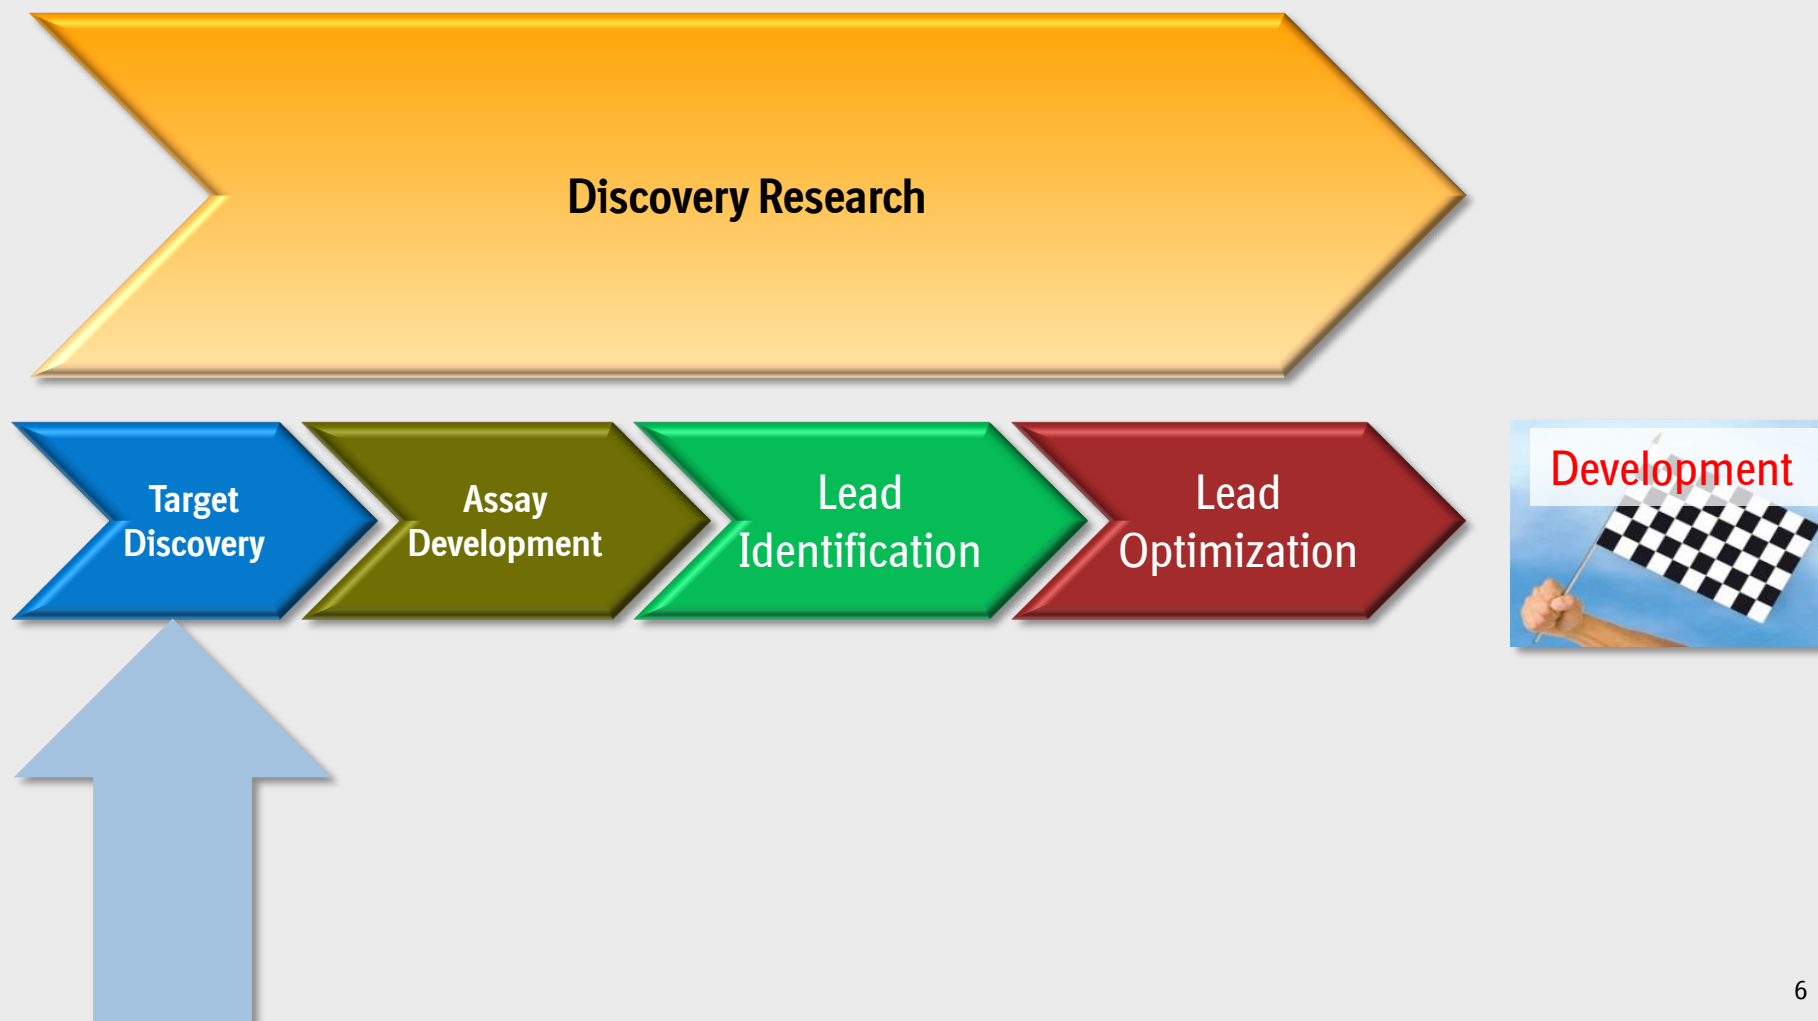 Discovery Research
Target
Discovery
Assay
Development
Lead
Identification
Lead
Optimization
Development
6